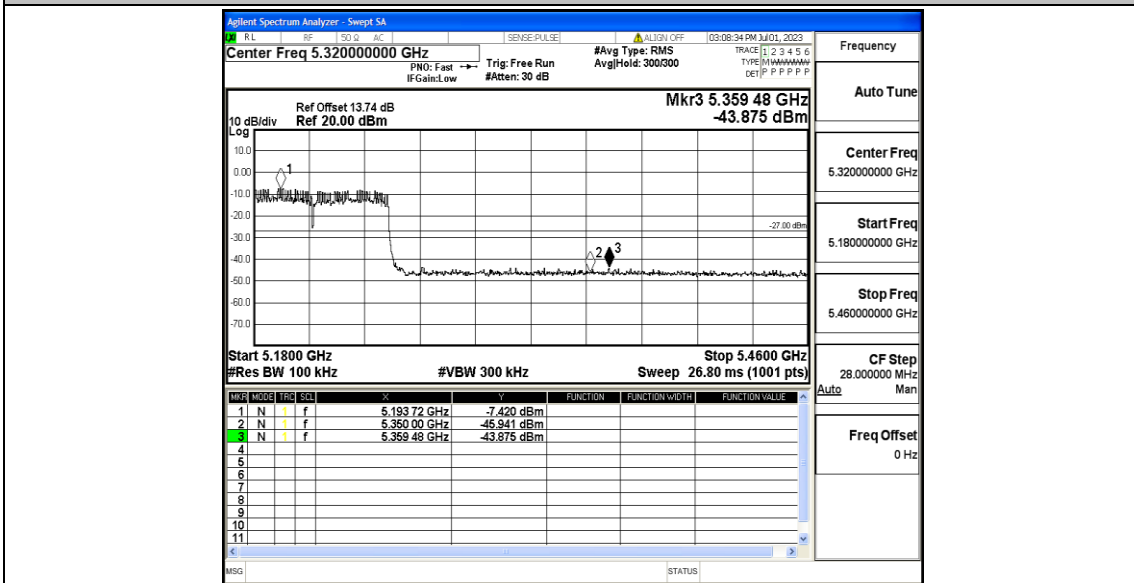 Agilent Spectrum Analyzer - Swept SA
RL RF 50 Ω AC SENSE:PULSE ALIGN OFF 03:08:34 PM Jul 01, 2023
Center Freq 5.320000000 GHz
PNO: Fast
IFGain:Low
Trig: Free Run
#Atten: 30 dB
#Avg Type: RMS
Avg|Hold: 300/300
TRACE 1 2 3 4 5 6
TYPE M
DET P P P P P P
Ref Offset 13.74 dB
10 dB/div Ref 20.00 dBm
Log
Mkr3 5.359 48 GHz
-43.875 dBm
10.0
0.00
-10.0
-20.0
-30.0
-40.0
-50.0
-60.0
-70.0
1
2
3
-27.00 dBm
Start 5.1800 GHz Stop 5.4600 GHz
#Res BW 100 kHz #VBW 300 kHz Sweep 26.80 ms (1001 pts)
MKR MODE TRC SCL X Y FUNCTION FUNCTION WIDTH FUNCTION VALUE
1 N 1 f 5.193 72 GHz -7.420 dBm
2 N 1 f 5.350 00 GHz -45.941 dBm
3 N 1 f 5.359 48 GHz -43.875 dBm
4
5
6
7
8
9
10
11
MSG STATUS
Frequency
Auto Tune
Center Freq
5.320000000 GHz
Start Freq
5.180000000 GHz
Stop Freq
5.460000000 GHz
CF Step
28.000000 MHz
Auto Man
Freq Offset
0 Hz